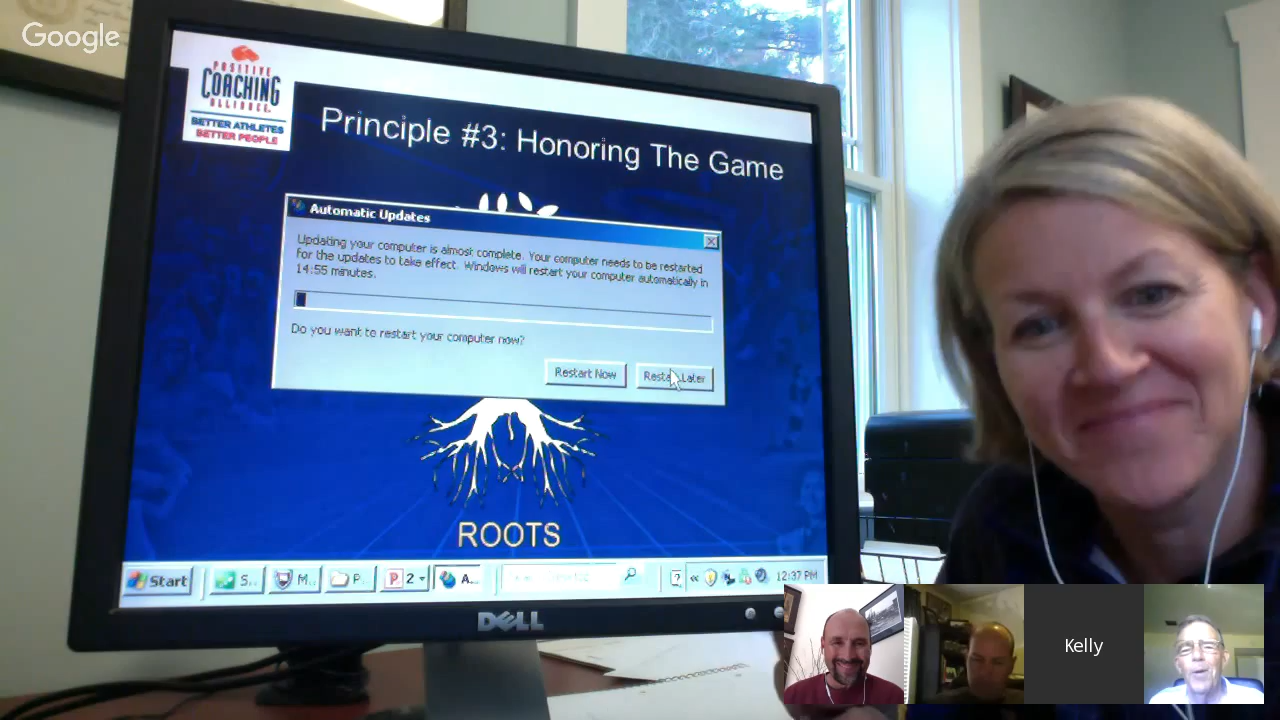 Google
POSITIVE
COACHING
ALLIANCE
BETTER ATHLETES
BETTER PEOPLE
Principle #3: Honoring The Game
Automatic Updates
Updating your computer is almost complete. Your computer needs to be restarted
for the updates to take effect. Windows will restart your computer automatically in
14:55 minutes.
Do you want to restart your computer now?
Restart Now
Restart Later
ROOTS
Start
S..
M..
P..
2
A..
12:37 PM
DELL
Kelly